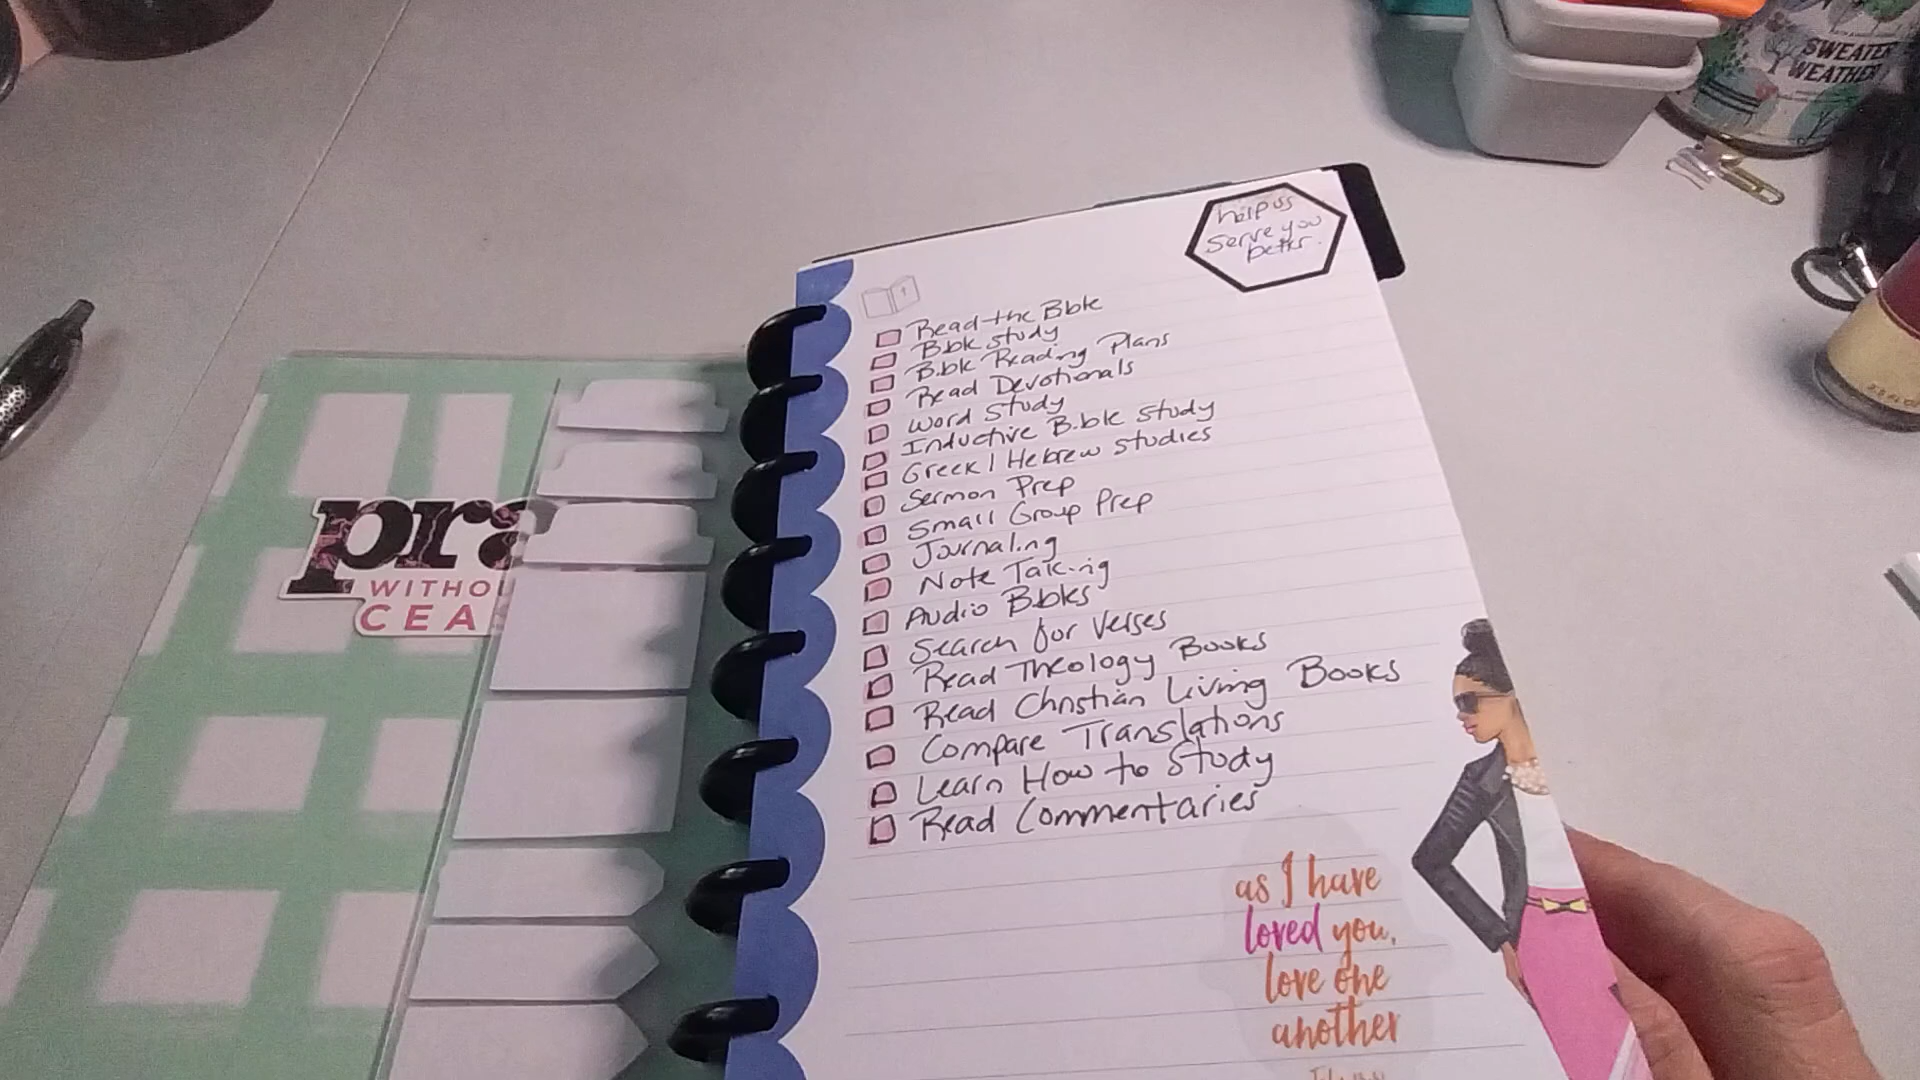 SWEATER
WEATHER
help us
serve you
better.
Read the Bible
Bible study
Bible Reading Plans
Read Devotionals
Word Study
Inductive Bible Study
Greek / Hebrew studies
Sermon Prep
Small Group Prep
Journaling
Note Taking
Audio Bibles
Search for Verses
Read Theology Books
Read Christian Living Books
Compare Translations
Learn How to Study
Read Commentaries
as I have
loved you,
love one
another
pra
WITHOU
CEAS